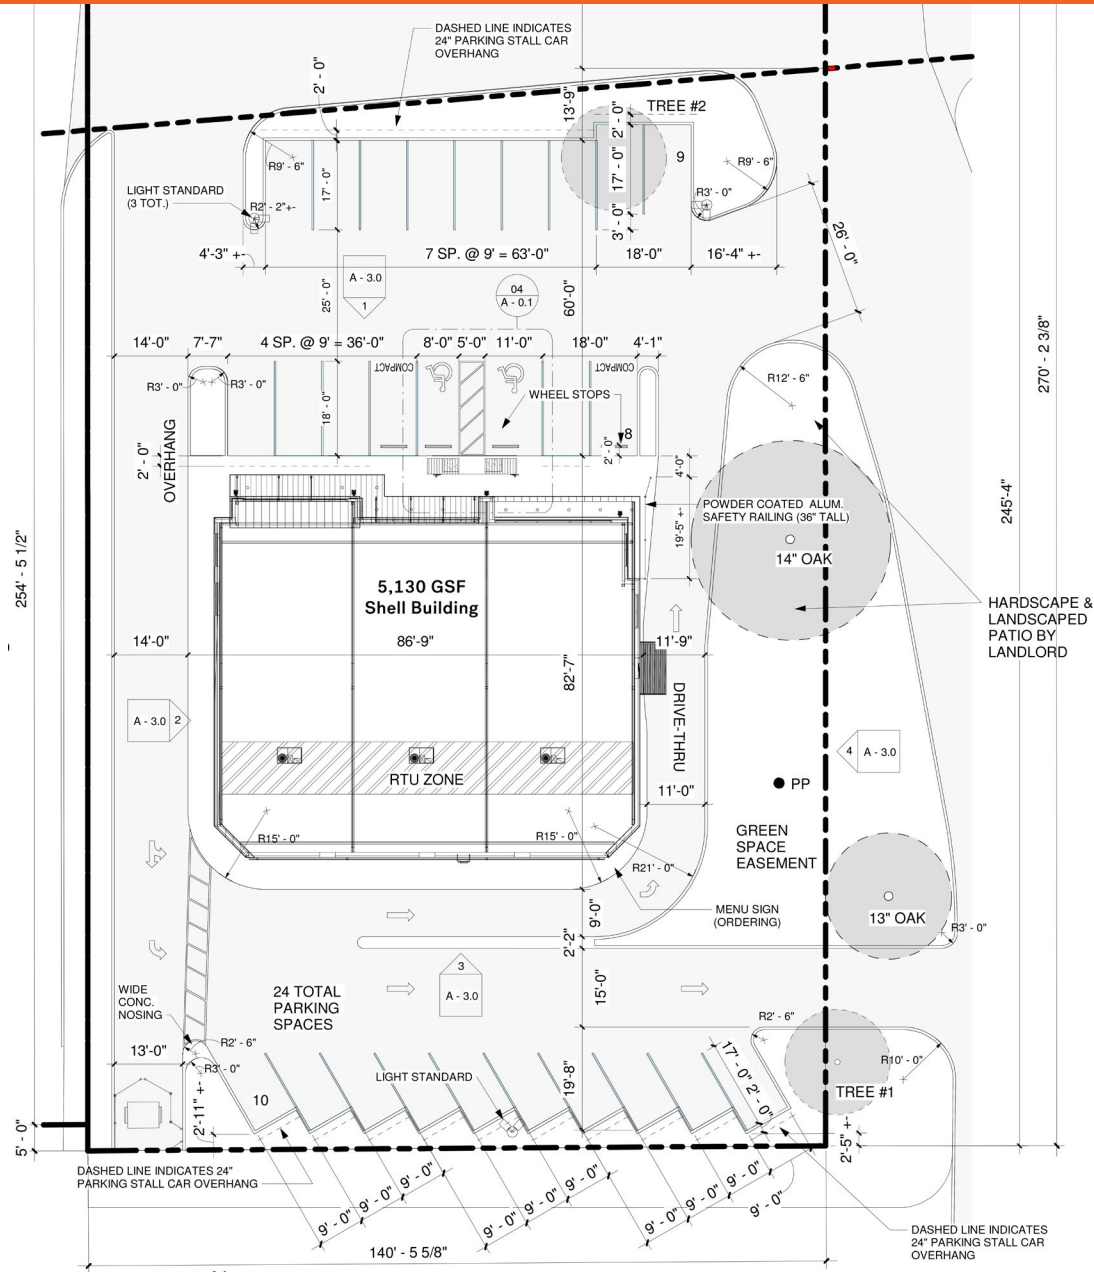 DASHED LINE INDICATES
24" PARKING STALL CAR
OVERHANG
2' - 0"
13'-9"
2' - 0"
TREE #2
9
17' - 0"
3' - 0"
R9' - 6"
R9' - 6"
R3' - 0"
LIGHT STANDARD
(3 TOT.)
R2' - 2"+-
17' - 0"
26' - 0"
4'-3" +-
7 SP. @ 9' = 63'-0"
18'-0"
16'-4" +-
A - 3.0
1
25' - 0"
04
A - 0.1
60'-0"
14'-0"
7'-7"
4 SP. @ 9' = 36'-0"
8'-0"
5'-0"
11'-0"
18'-0"
4'-1"
270' - 2 3/8"
COMPACT
COMPACT
R3' - 0"
R3' - 0"
R12' - 6"
WHEEL STOPS
18' - 0"
8
2' - 0"
OVERHANG
2' - 0"
4'-0"
19'-5" +-
POWDER COATED ALUM.
SAFETY RAILING (36" TALL)
245'-4"
254' - 5 1/2"
14" OAK
5,130 GSF
Shell Building
86'-9"
HARDSCAPE &
LANDSCAPED
PATIO BY
LANDLORD
14'-0"
11'-9"
82'-7"
DRIVE-THRU
A - 3.0
2
4
A - 3.0
RTU ZONE
PP
11'-0"
GREEN
SPACE
EASEMENT
R15' - 0"
R15' - 0"
R21' - 0"
MENU SIGN
(ORDERING)
9'-0"
2'-2"
13" OAK
R3' - 0"
3
A - 3.0
15'-0"
24 TOTAL
PARKING
SPACES
WIDE
CONC.
NOSING
R2' - 6"
R2' - 6"
13'-0"
R3' - 0"
LIGHT STANDARD
19'-8"
17' - 0"
2' - 0"
R10' - 0"
TREE #1
10
2'-11" +-
2'-5" +-
5' - 0"
DASHED LINE INDICATES 24"
PARKING STALL CAR OVERHANG
9' - 0"
9' - 0"
9' - 0"
9' - 0"
9' - 0"
9' - 0"
9' - 0"
9' - 0"
9' - 0"
9' - 0"
140' - 5 5/8"
DASHED LINE INDICATES
24" PARKING STALL CAR
OVERHANG